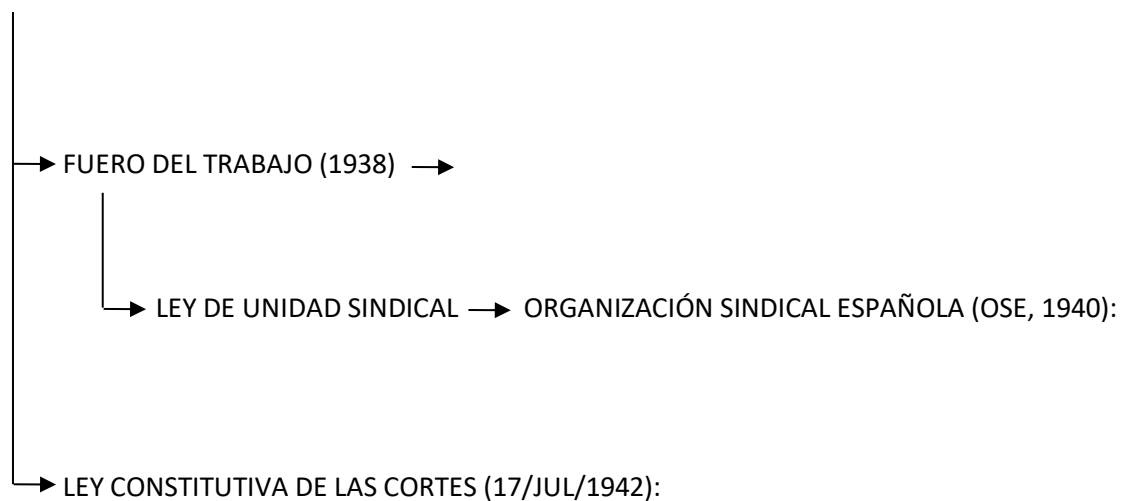 FUERO DEL TRABAJO (1938)
LEY DE UNIDAD SINDICAL ORGANIZACIÓN SINDICAL ESPAÑOLA (OSE, 1940):
LEY CONSTITUTIVA DE LAS CORTES (17/JUL/1942):